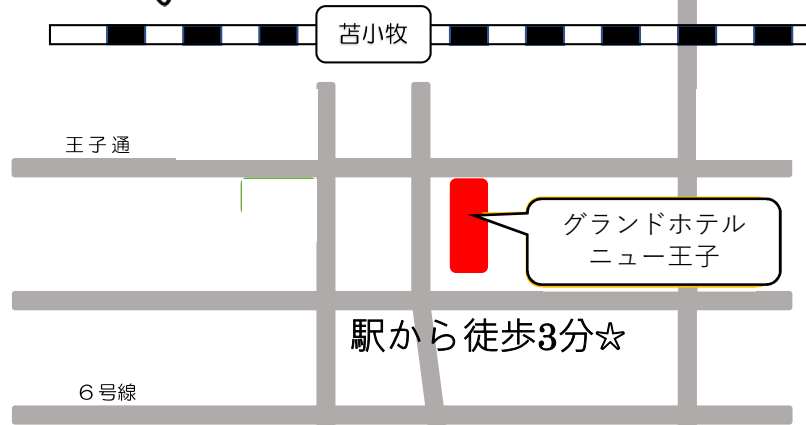 苫小牧
王子通
グランドホテル
ニュー王子
駅から徒歩3分☆
６号線